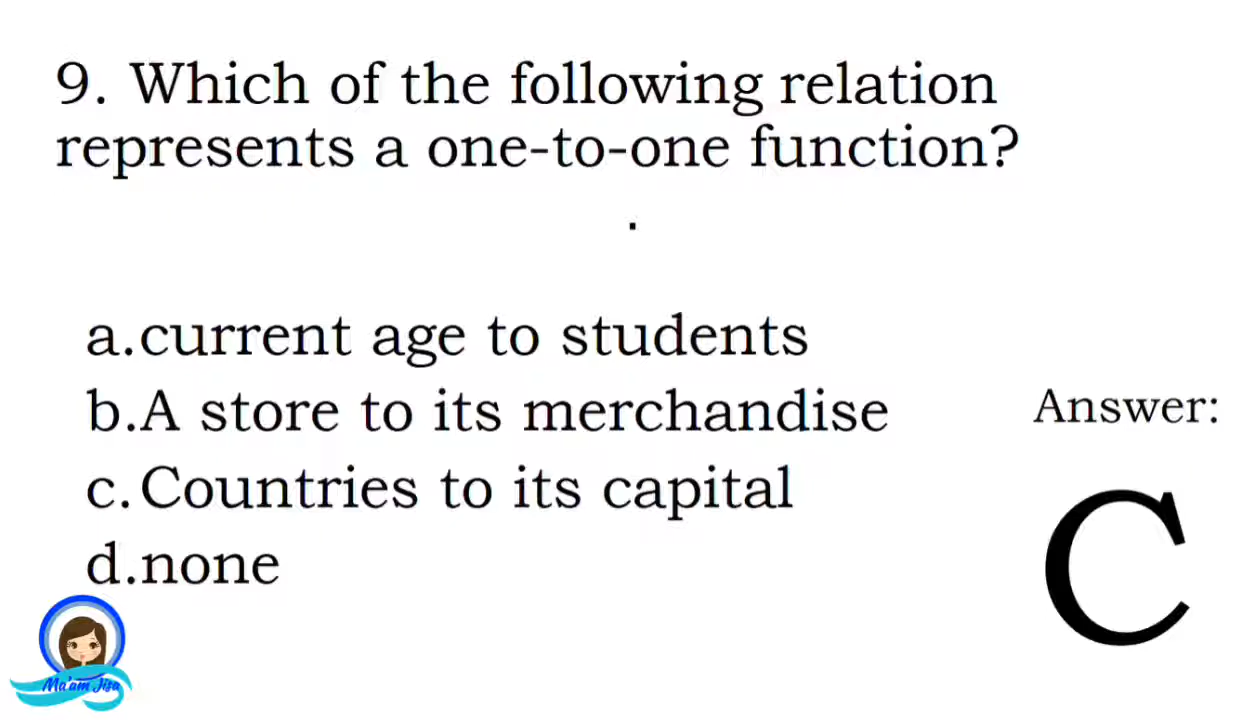 9. Which of the following relation
represents a one-to-one function?
.
a.current age to students
b.A store to its merchandise
c.Countries to its capital
d.none
Answer:
C
Ma'am Jisa